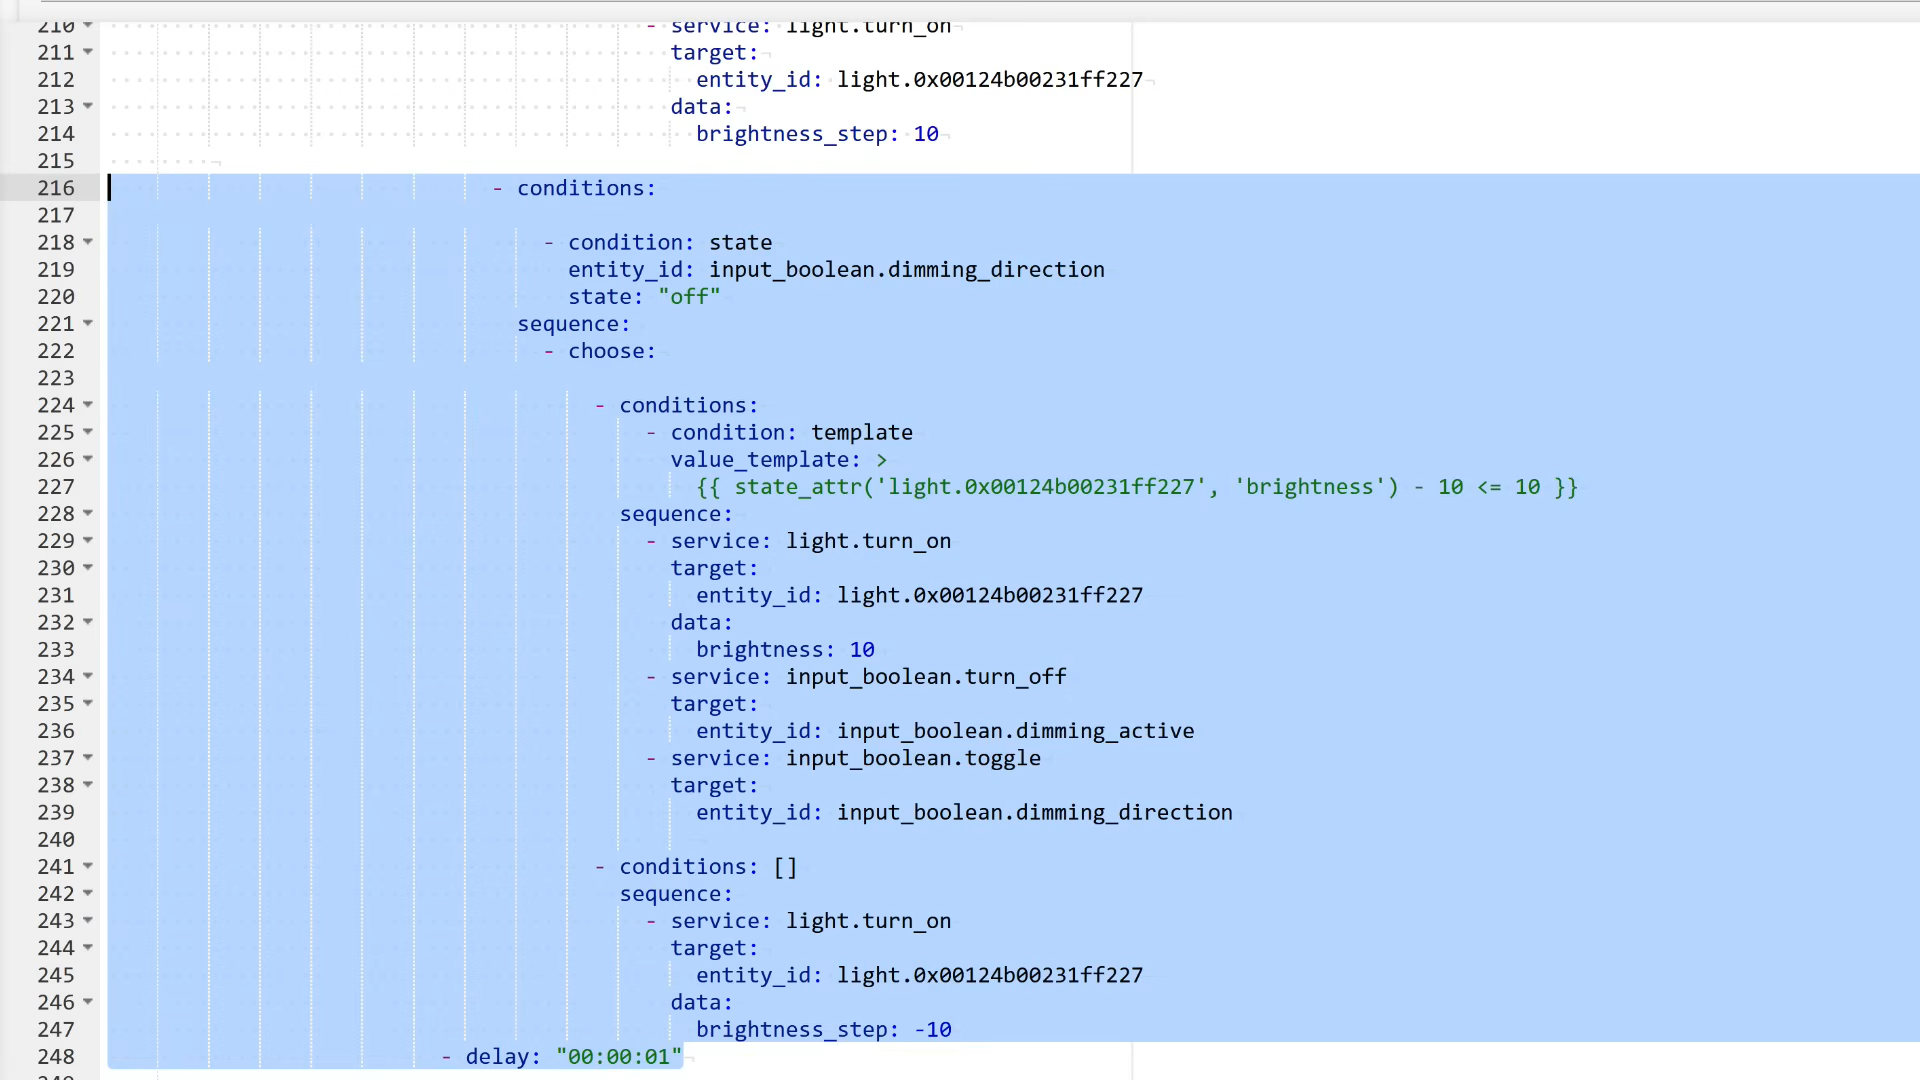 210 - service: light.turn_on
211 target:
212 entity_id: light.0x00124b00231ff227
213 data:
214 brightness_step: 10
215
216 - conditions:
217
218 - condition: state
219 entity_id: input_boolean.dimming_direction
220 state: "off"
221 sequence:
222 - choose:
223
224 - conditions:
225 - condition: template
226 value_template: >
227 {{ state_attr('light.0x00124b00231ff227', 'brightness') - 10 <= 10 }}
228 sequence:
229 - service: light.turn_on
230 target:
231 entity_id: light.0x00124b00231ff227
232 data:
233 brightness: 10
234 - service: input_boolean.turn_off
235 target:
236 entity_id: input_boolean.dimming_active
237 - service: input_boolean.toggle
238 target:
239 entity_id: input_boolean.dimming_direction
240
241 - conditions: []
242 sequence:
243 - service: light.turn_on
244 target:
245 entity_id: light.0x00124b00231ff227
246 data:
247 brightness_step: -10
248 - delay: "00:00:01"